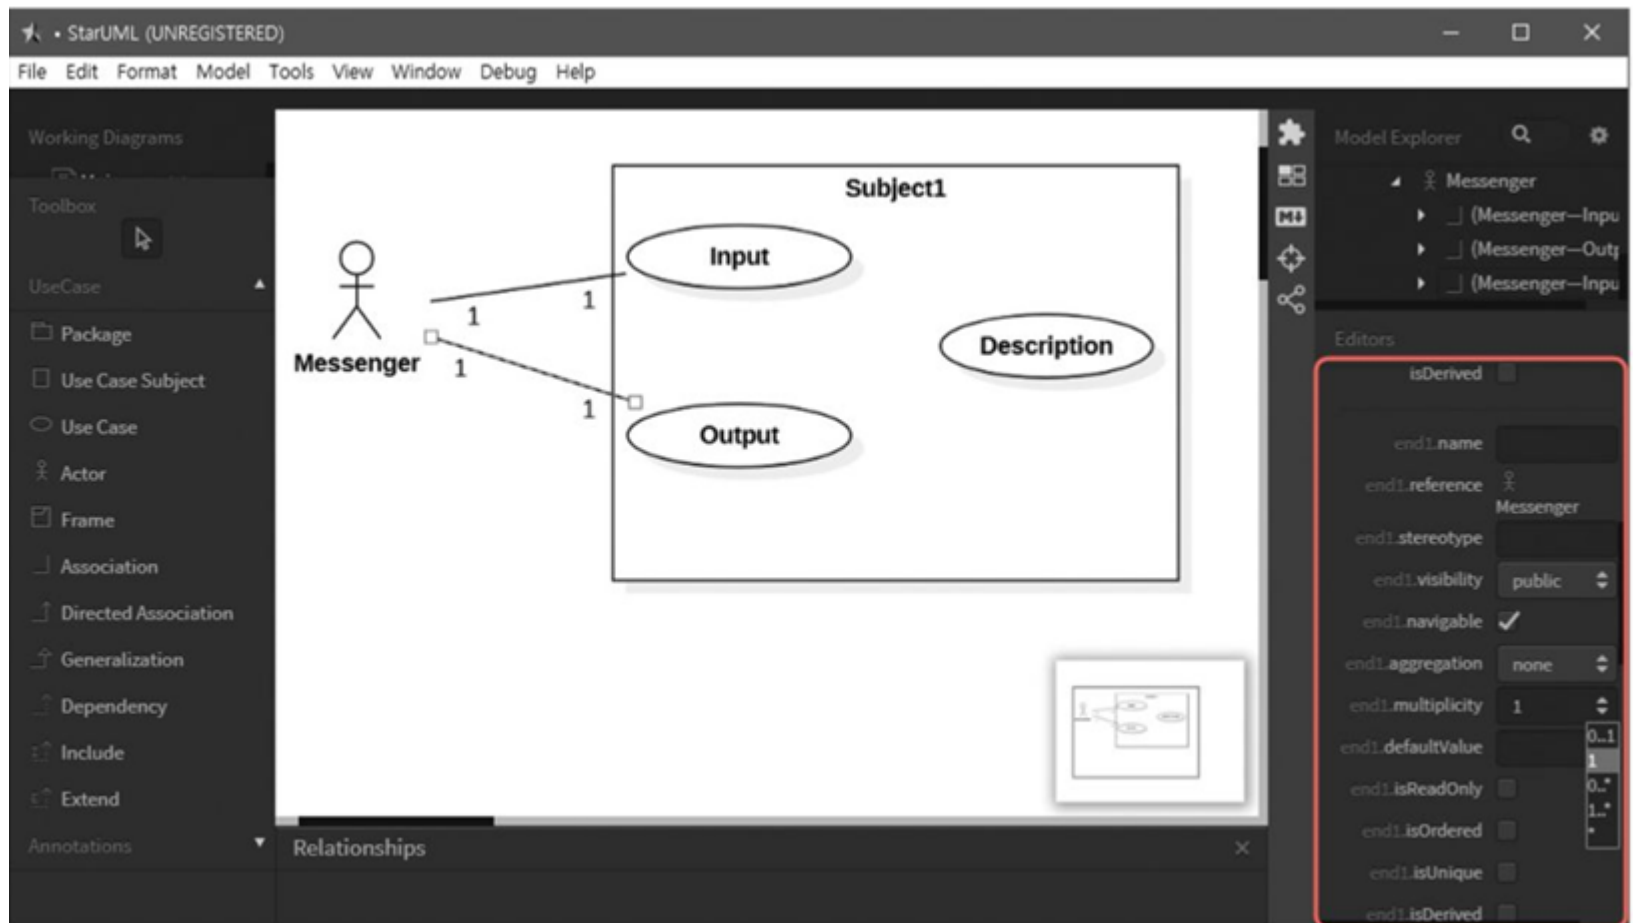 • StarUML (UNREGISTERED)
File Edit Format Model Tools View Window Debug Help
Working Diagrams
Toolbox
UseCase
Package
Use Case Subject
Use Case
Actor
Frame
Association
Directed Association
Generalization
Dependency
Include
Extend
Annotations
Subject1
Input
Description
Output
Messenger
1
1
1
1
Relationships
M↓
Model Explorer
Messenger
(Messenger—Inpu
(Messenger—Outp
(Messenger—Inpu
Editors
isDerived
end1.name
end1.reference
Messenger
end1.stereotype
end1.visibility public
end1.navigable
end1.aggregation none
end1.multiplicity 1
end1.defaultValue
0..1
1
0..*
1..*
*
end1.isReadOnly
end1.isOrdered
end1.isUnique
end1.isDerived